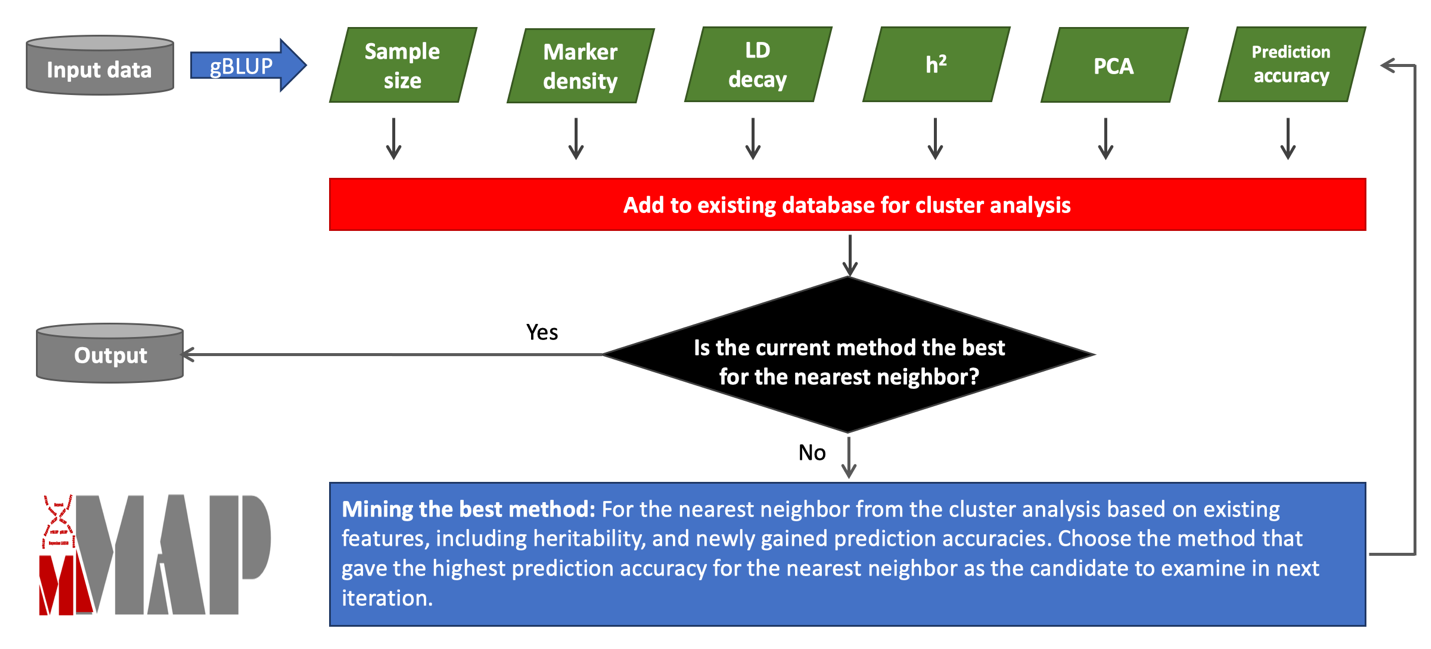 Input data
gBLUP
Sample
size
Marker
density
LD
decay
h²
PCA
Prediction
accuracy
Add to existing database for cluster analysis
Is the current method the best
for the nearest neighbor?
Yes
Output
No
Mining the best method: For the nearest neighbor from the cluster analysis based on existing
features, including heritability, and newly gained prediction accuracies. Choose the method that
gave the highest prediction accuracy for the nearest neighbor as the candidate to examine in next
iteration.
MMAP